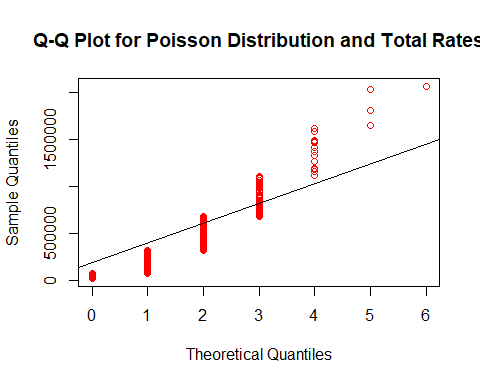 Q-Q Plot for Poisson Distribution and Total Rates
Sample Quantiles
1500000
500000
0
0 1 2 3 4 5 6
Theoretical Quantiles